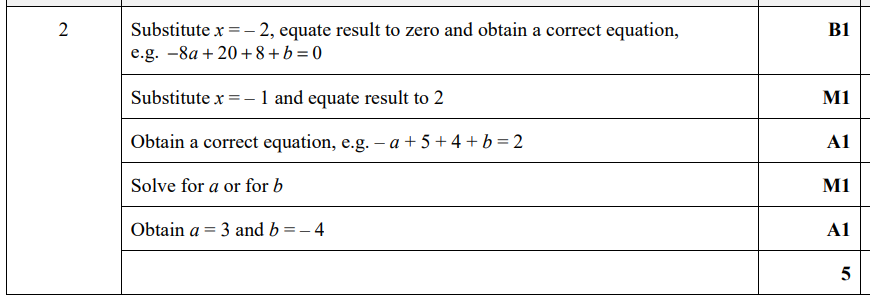 2 Substitute x = – 2, equate result to zero and obtain a correct equation, B1
e.g. −8a + 20 + 8 + b = 0
Substitute x = – 1 and equate result to 2 M1
Obtain a correct equation, e.g. – a + 5 + 4 + b = 2 A1
Solve for a or for b M1
Obtain a = 3 and b = – 4 A1
5